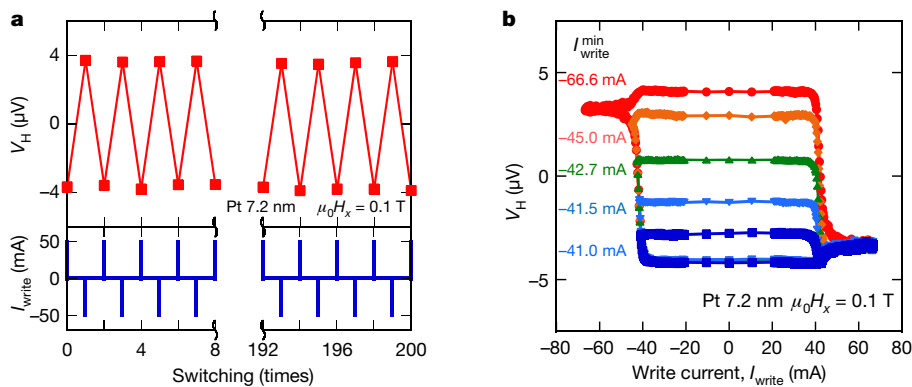 a
4
0
−4
V_H (μV)
Pt 7.2 nm μ₀H_x = 0.1 T
50
0
−50
I_write (mA)
0 4 8 192 196 200
Switching (times)
b
I_write^min
−66.6 mA
−45.0 mA
−42.7 mA
−41.5 mA
−41.0 mA
5
0
−5
V_H (μV)
Pt 7.2 nm μ₀H_x = 0.1 T
−80 −60 −40 −20 0 20 40 60 80
Write current, I_write (mA)